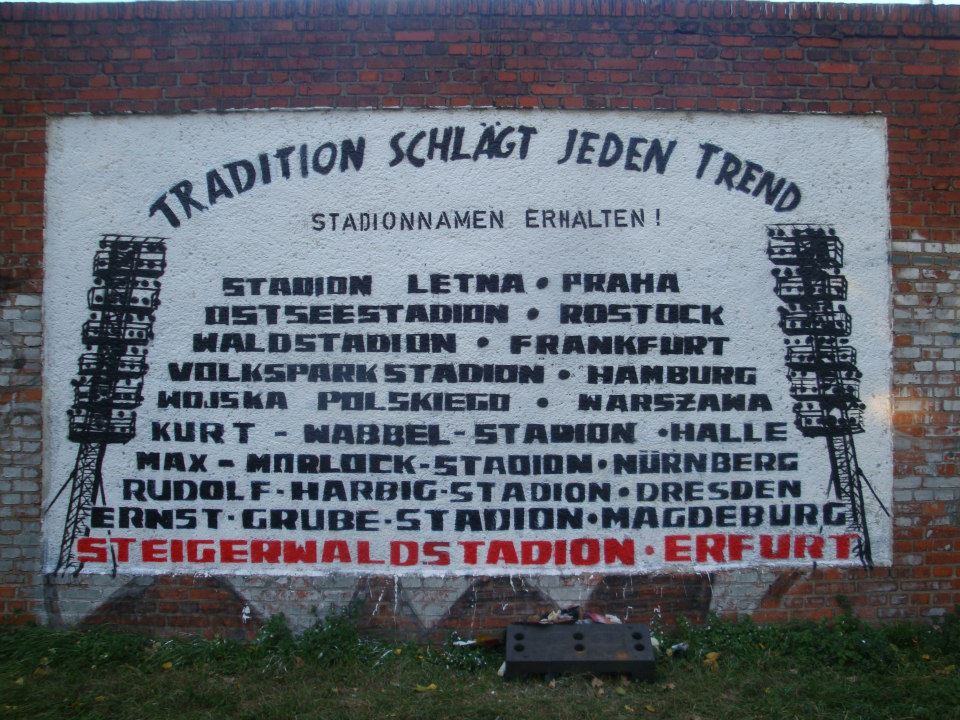 TRADITION SCHLÄGT JEDEN TREND
STADIONNAMEN ERHALTEN !
STADION LETNA • PRAHA
OSTSEESTADION • ROSTOCK
WALDSTADION • FRANKFURT
VOLKSPARKSTADION • HAMBURG
WOJSKA POLSKIEGO • WARSZAWA
KURT - WABBEL - STADION • HALLE
MAX - MORLOCK - STADION • NÜRNBERG
RUDOLF - HARBIG - STADION • DRESDEN
ERNST - GRUBE - STADION • MAGDEBURG
STEIGERWALDSTADION • ERFURT